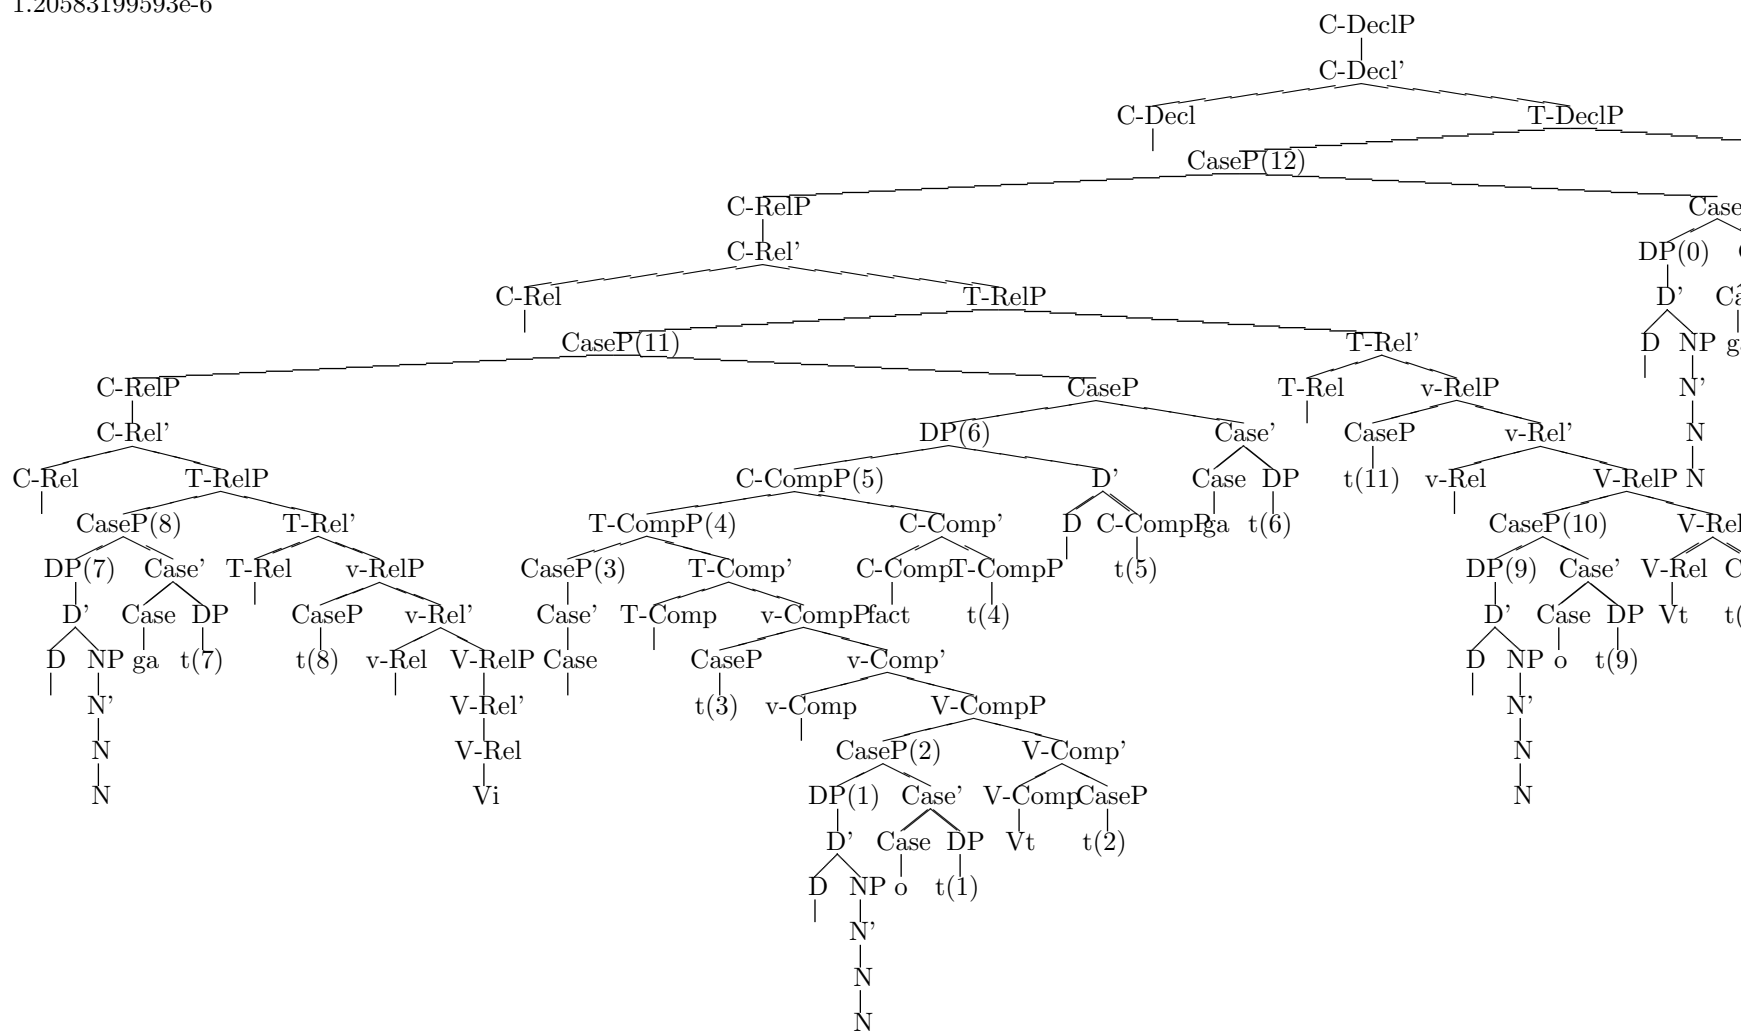 1.20583199593e-6
C-DeclP
C-Decl'
C-Decl T-DeclP
CaseP(12)
C-RelP Case
C-Rel' DP(0)
C-Rel T-RelP D'
CaseP(11) T-Rel' D NP
C-RelP CaseP T-Rel v-RelP N'
C-Rel' DP(6) Case' CaseP v-Rel' N
C-Rel T-RelP C-CompP(5) D' Case DP t(11) v-Rel V-RelP N
CaseP(8) T-Rel' T-CompP(4) C-Comp' D C-CompP ga t(6) CaseP(10) V-Rel
DP(7) Case' T-Rel v-RelP CaseP(3) T-Comp' C-Comp T-CompP t(5) DP(9) Case' V-Rel
D' Case DP CaseP v-Rel' Case' T-Comp v-CompP fact t(4) D' Case DP Vt
D NP ga t(7) t(8) v-Rel V-RelP Case CaseP v-Comp' D NP o t(9)
N' V-Rel' t(3) v-Comp V-CompP N'
N V-Rel CaseP(2) V-Comp' N
N Vi DP(1) Case' V-Comp CaseP N
D' Case DP Vt t(2)
D NP o t(1)
N'
N
N